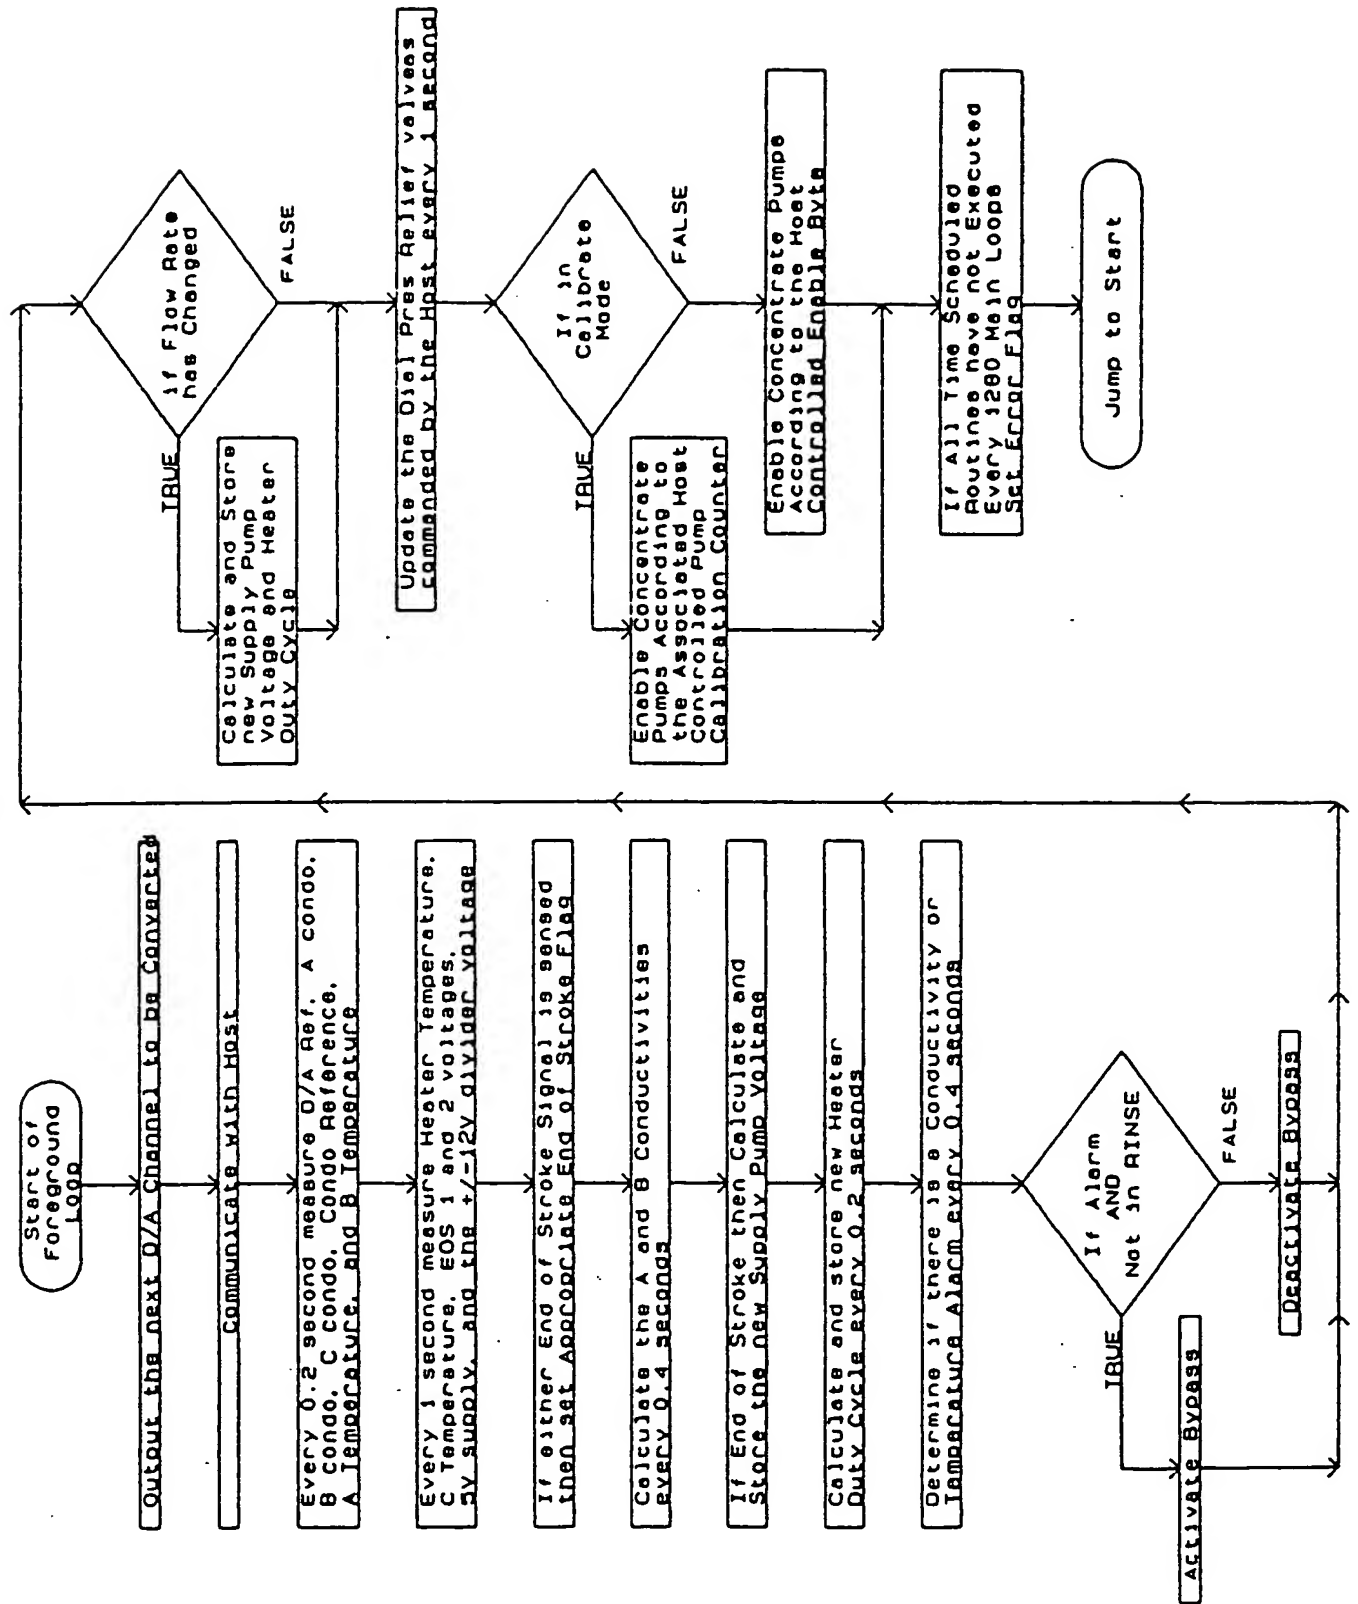 Start of
Foreground
Loop
Output the next D/A Channel to be Converted
Communicate with Host
Every 0.2 second measure D/A Ref. A condo.
B condo. C condo. Condo Reference.
A Temperature, and B Temperature
Every 1 second measure Heater Temperature.
C Temperature. EOS 1 and 2 voltages.
5v supply, and the +/-12v divider voltage
If either End of Stroke Signal is sensed
then set Appropriate End of Stroke Flag
Calculate the A and B Conductivities
every 0.4 seconds
If End of Stroke then Calculate and
Store the new Supply Pump Voltage
Calculate and store new Heater
Duty Cycle every 0.2 seconds
Determine if there is a Conductivity or
Temperature Alarm every 0.4 seconds
If Alarm
AND
Not in RINSE
TRUE
FALSE
Activate Bypass
Deactivate Bypass
if Flow Rate
has Changed
TRUE
FALSE
Calculate and Store
new Supply Pump
Voltage and Heater
Duty Cycle
Update the Dial Pres Relief valves
commanded by the Host every 1 second
If in
Calibrate
Mode
TRUE
FALSE
Enable Concentrate
Pumps According to
the Associated Host
Controlled Pump
Calibration Counter
Enable Concentrate Pumps
According to the Host
Controlled Enable Byte
If All Time Scheduled
Routines have not Executed
Every 1280 Main Loops
Set Error Flag
Jump to Start